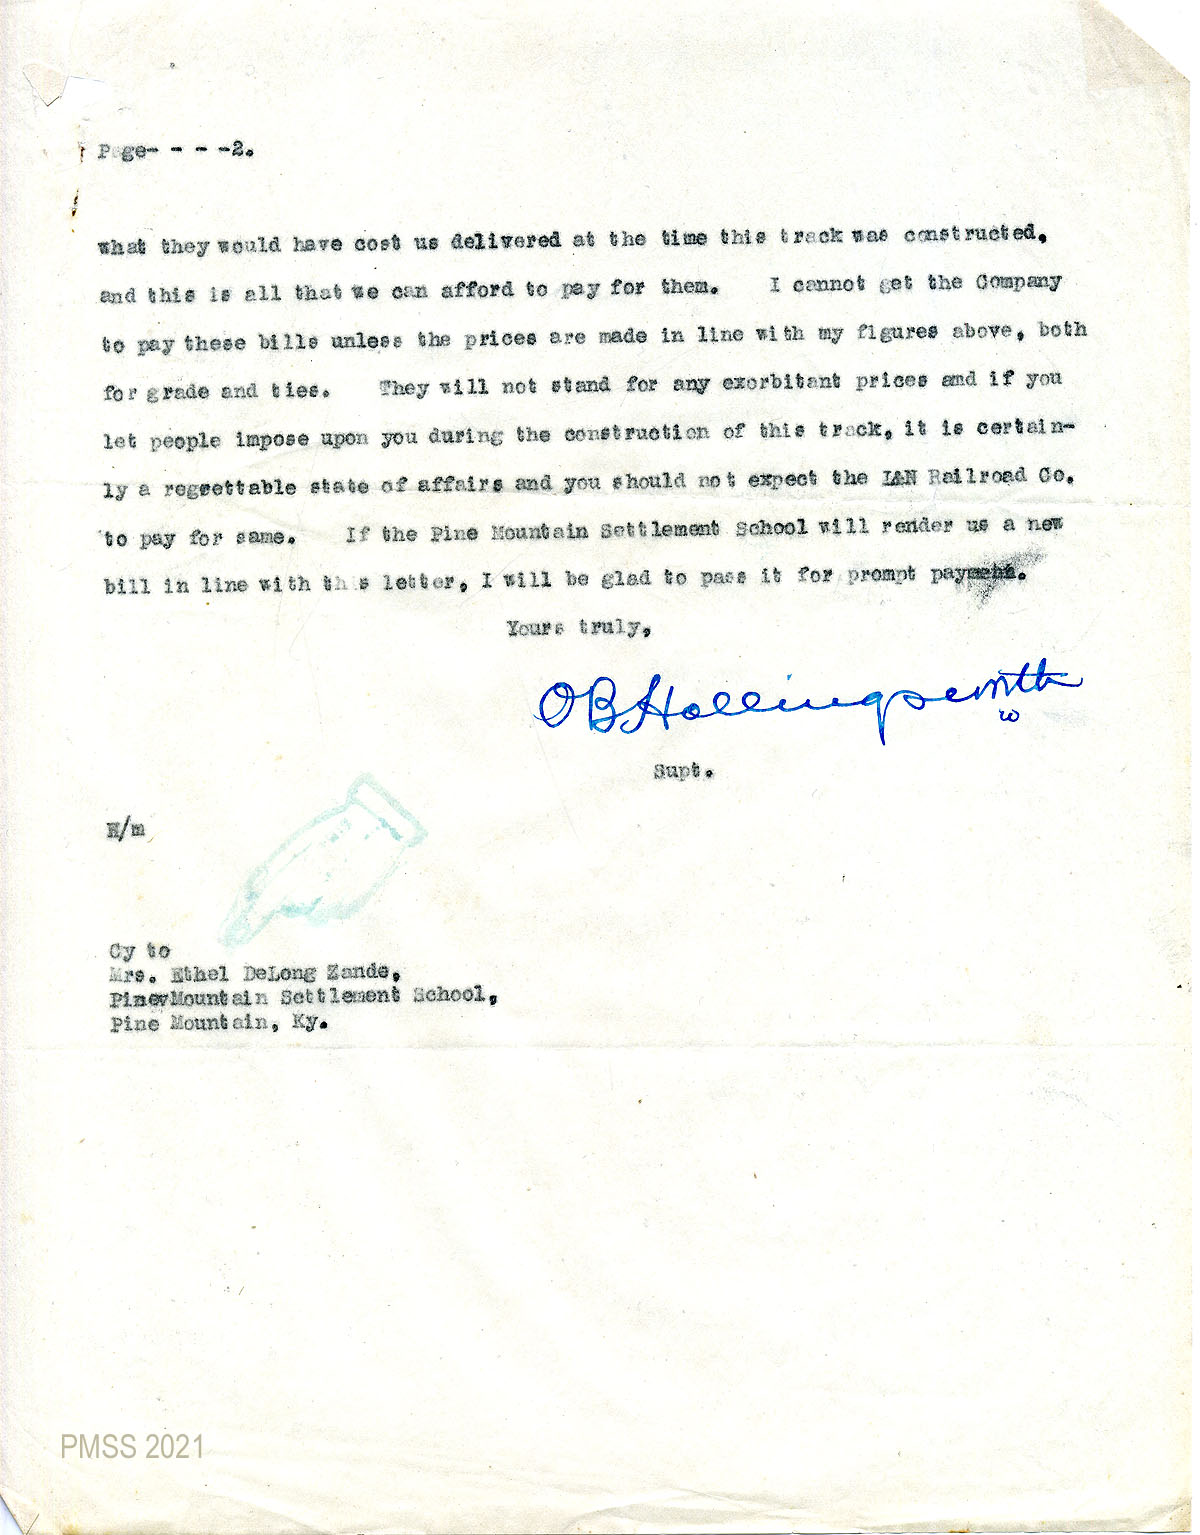 Page- - - -2.
what they would have cost us delivered at the time this track was constructed,
and this is all that we can afford to pay for them. I cannot get the Company
to pay these bills unless the prices are made in line with my figures above, both
for grade and ties. They will not stand for any exorbitant prices and if you
let people impose upon you during the construction of this track, it is certain-
ly a regrettable state of affairs and you should not expect the L&N Railroad Co.
to pay for same. If the Pine Mountain Settlement School will render us a new
bill in line with this letter, I will be glad to pass it for prompt payment.
Yours truly,
OB Hollingsworth
w
Supt.
H/m
Cy to
Mrs. Ethel DeLong Zande,
Pine Mountain Settlement School,
Pine Mountain, Ky.
PMSS 2021